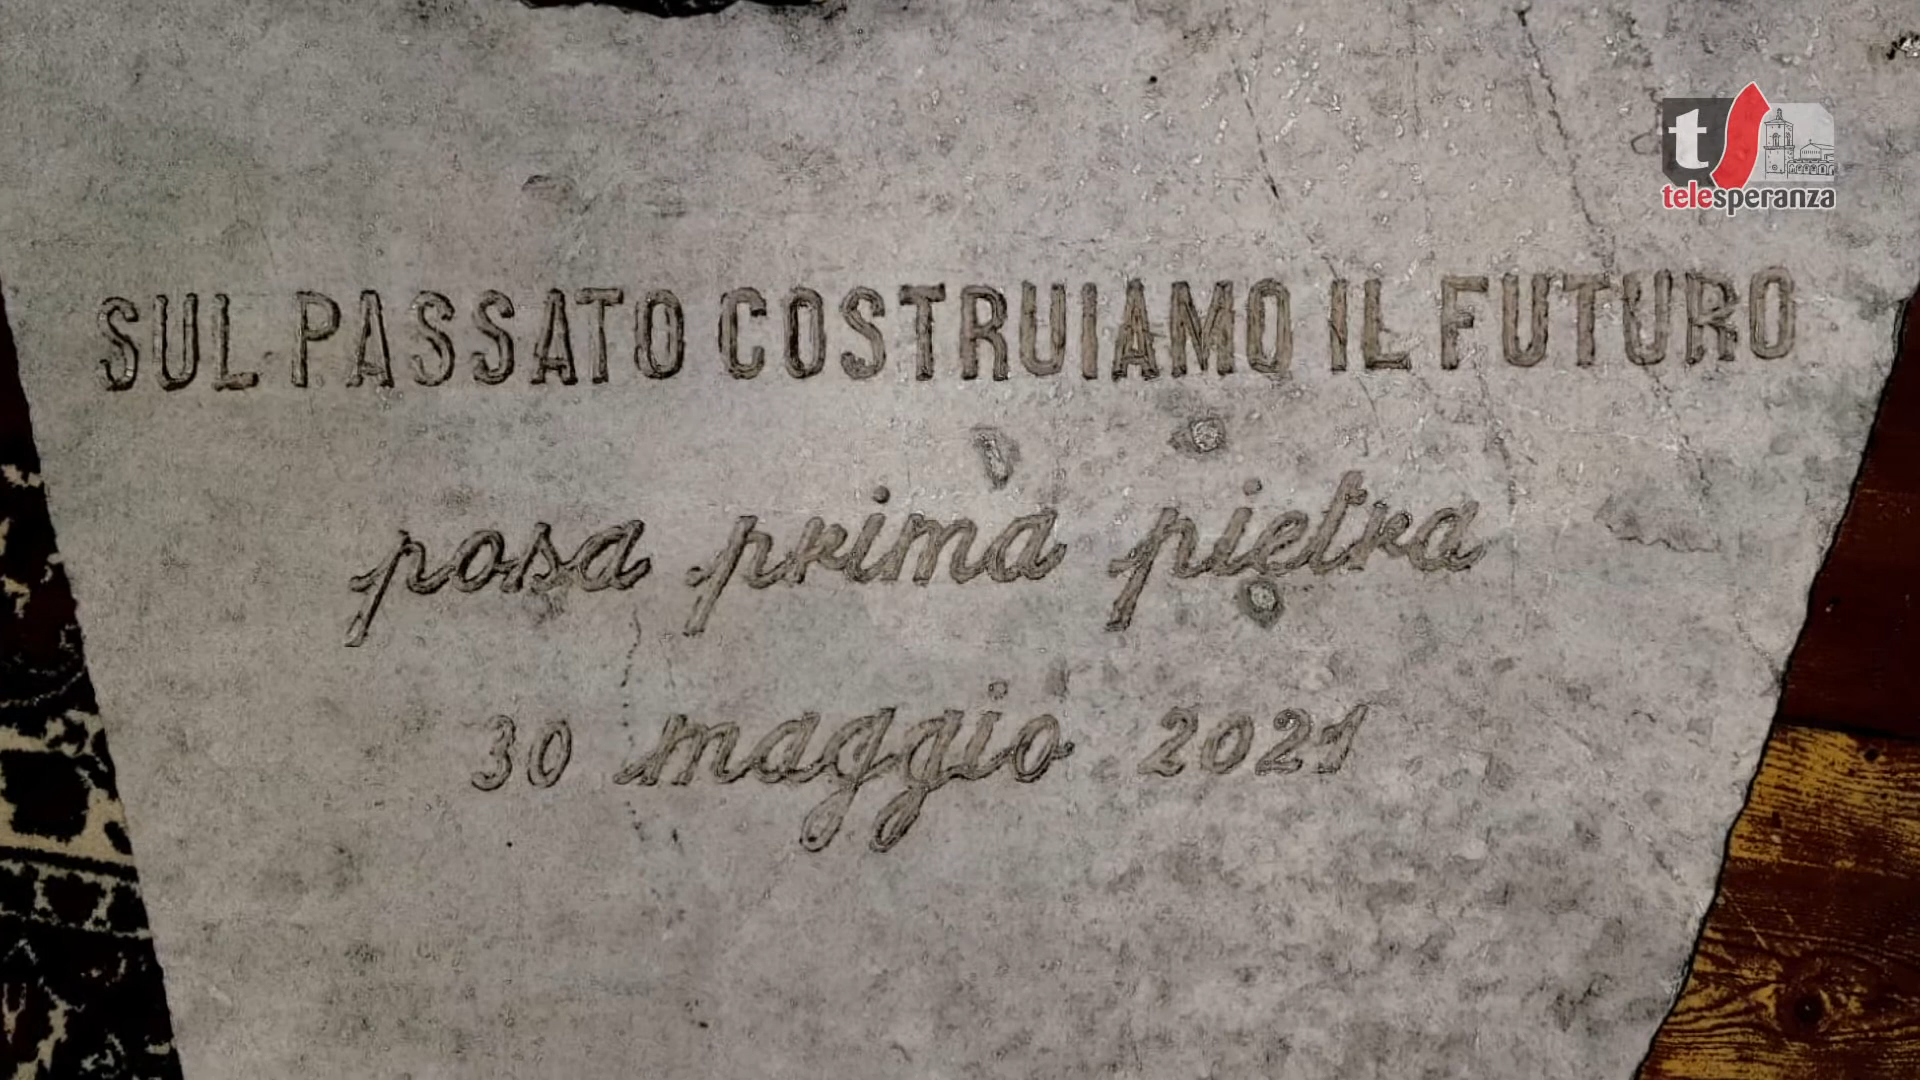 t
telesperanza
SUL PASSATO COSTRUIAMO IL FUTURO
posa prima pietra
30 maggio 2021